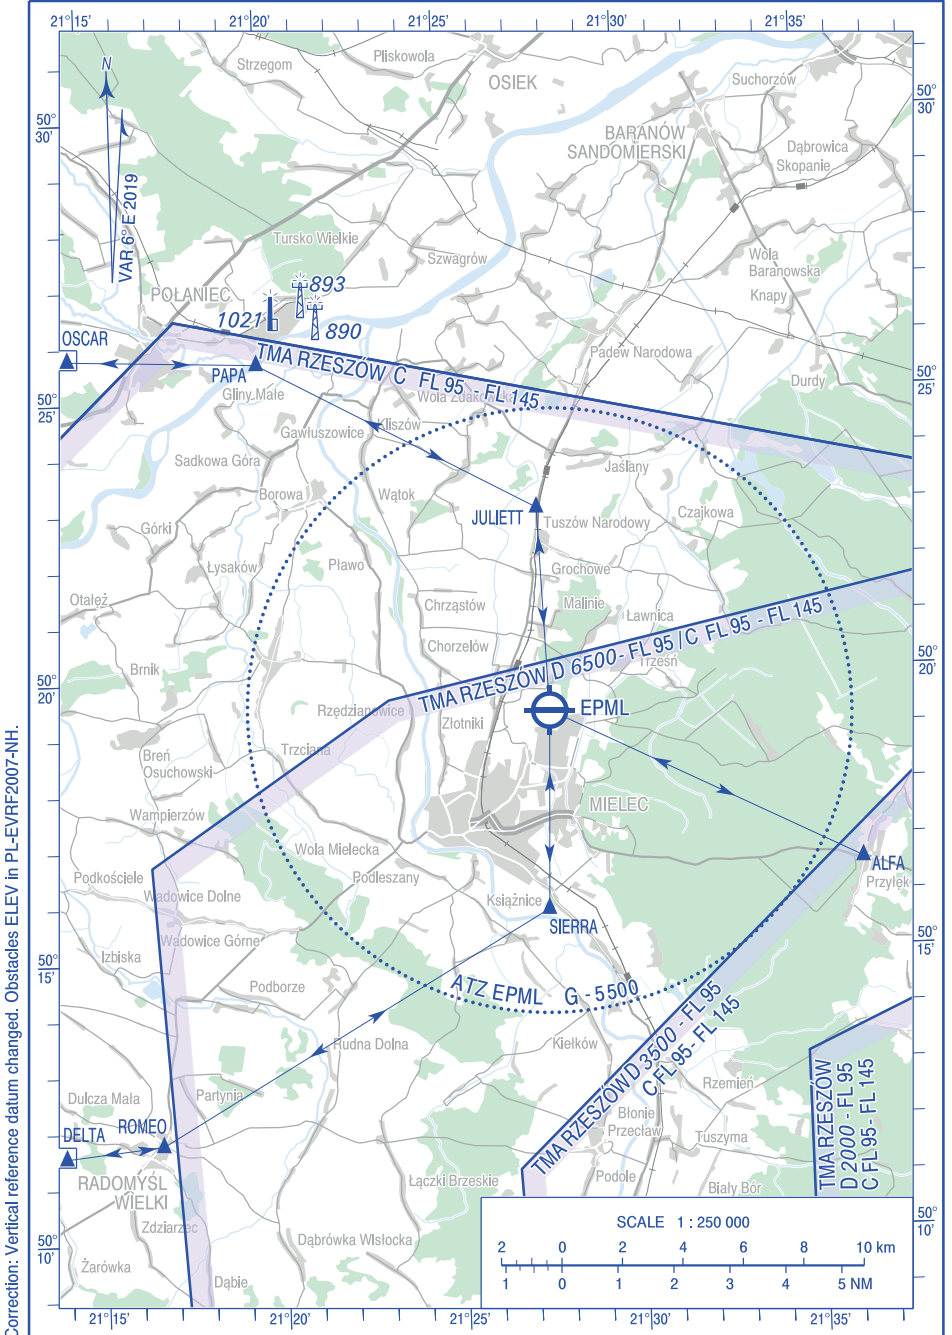 21°15' 21°20' 21°25' 21°30' 21°35'
Strzegom
Pliskowola
OSIEK
Suchorzów
50°
30'
50°
30'
N
VAR 6° E 2019
BARANÓW
SANDOMIERSKI
Dąbrowica
Skopanie
Tursko Wielkie
Szwagrów
Wola
Baranowska
Knapy
POŁANIEC
893
1021
890
OSCAR
PAPA
TMA RZESZÓW C FL 95 - FL 145
Padew Narodowa
50°
25'
50°
25'
Gliny Małe
Wola Zdakowska
Durdy
Gawłuszowice
Kliszów
Sadkowa Góra
Jaślany
Borowa
Wątok
JULIETT
Tuszów Narodowy
Czajkowa
Górki
Łysaków
Pławo
Grochowe
Otałęż
Chrząstów
Malinie
Ławnica
Chorzelów
Trześń
TMA RZESZÓW D 6500 - FL 95 / C FL 95 - FL 145
Brnik
50°
20'
50°
20'
Rzędzianowice
Złotniki
EPML
Breń
Osuchowski
Trzciana
Wampierzów
MIELEC
Wola Mielecka
Podleszany
ALFA
Przyłęk
Podkościele
Wadowice Dolne
Książnice
SIERRA
Wadowice Górne
Izbiska
50°
15'
50°
15'
Podborze
ATZ EPML G - 5500
Rudna Dolna
Kiełków
TMA RZESZÓW D 3500 - FL 95
C FL 95 - FL 145
Rzemień
TMA RZESZÓW
D 2000 - FL 95
C FL 95 - FL 145
Dulcza Mała
Partynia
DELTA
ROMEO
Błonie
Przecław
Tuszyma
RADOMYŚL
WIELKI
Łączki Brzeskie
Podole
Biały Bór
Zdziarzec
50°
10'
50°
10'
Dąbrówka Wisłocka
Żarówka
Dąbie
SCALE 1 : 250 000
2 0 2 4 6 8 10 km
1 0 1 2 3 4 5 NM
21°15' 21°20' 21°25' 21°30' 21°35'
Correction: Vertical reference datum changed. Obstacles ELEV in PL-EVRF2007-NH.